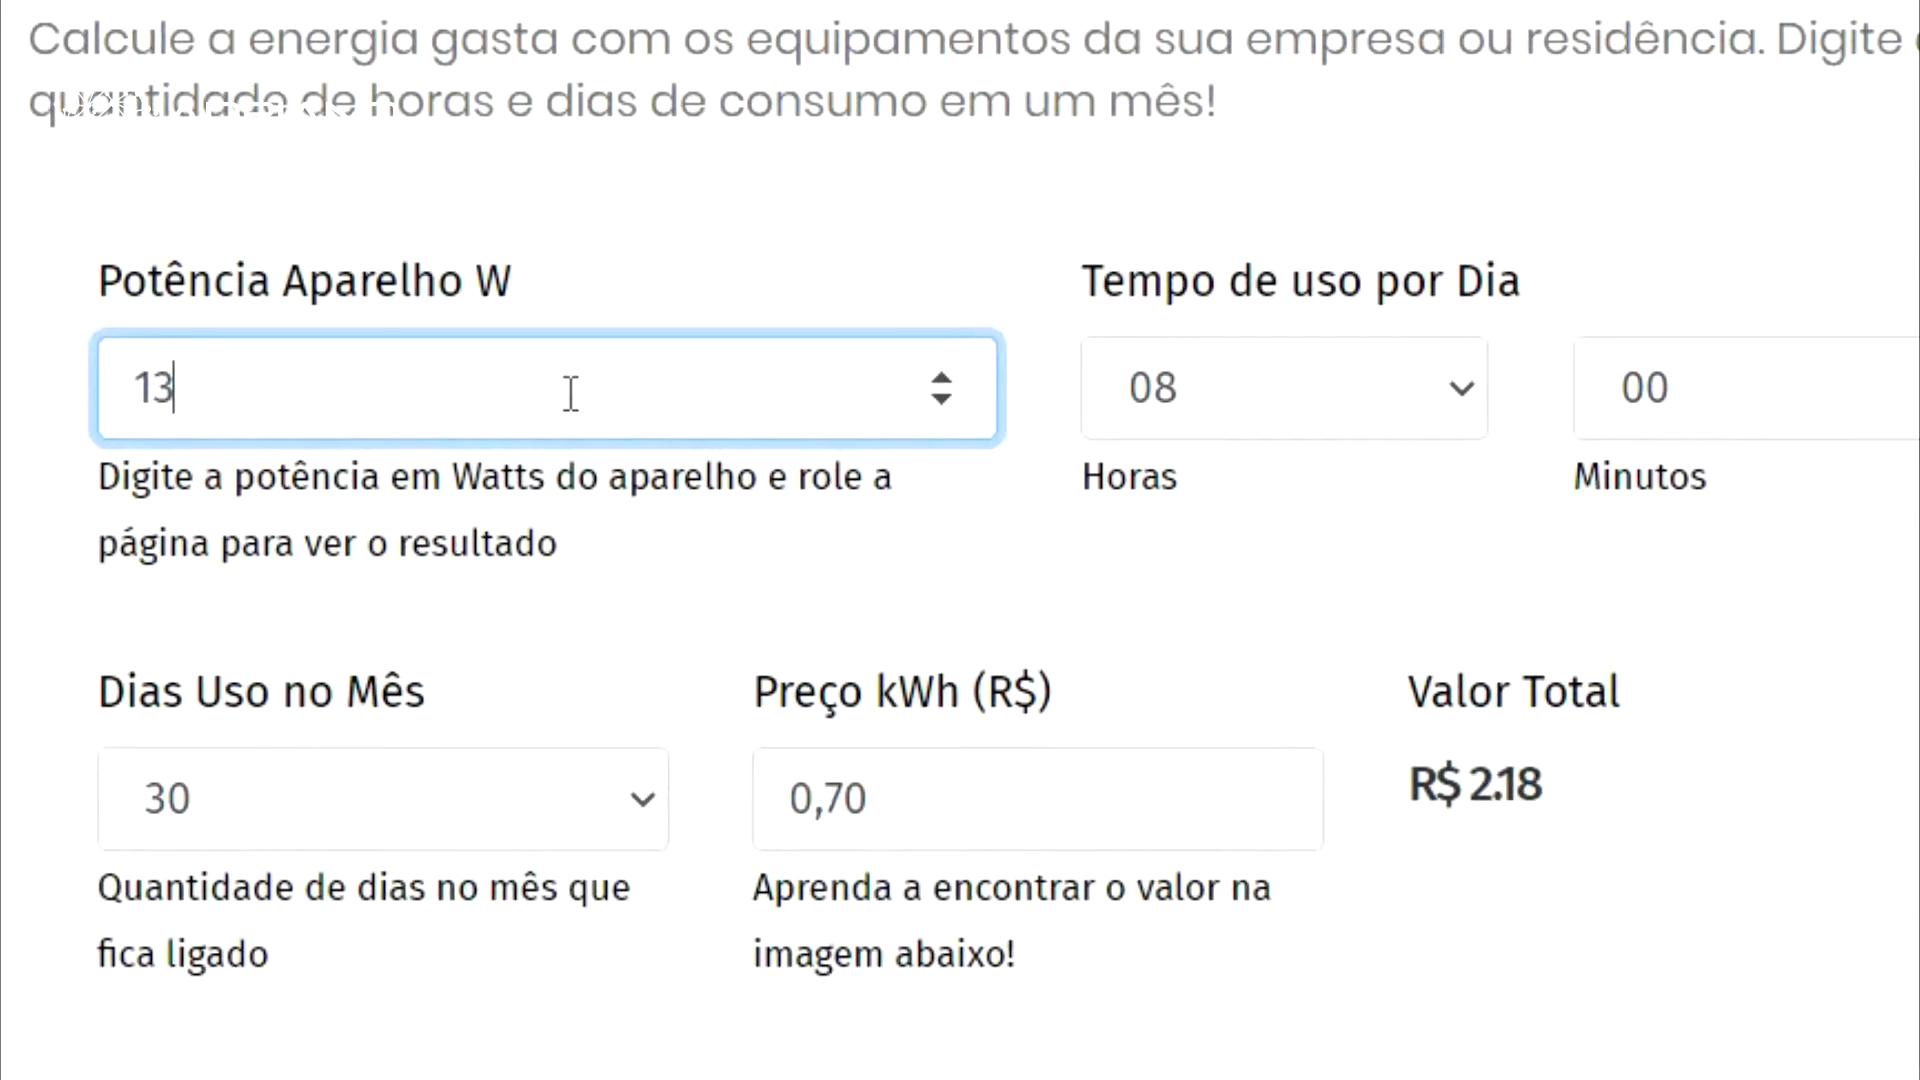 Calcule a energia gasta com os equipamentos da sua empresa ou residência. Digite
quantidade de horas e dias de consumo em um mês!
Potência Aparelho W
Tempo de uso por Dia
13
08
00
Digite a potência em Watts do aparelho e role a
página para ver o resultado
Horas
Minutos
Dias Uso no Mês
Preço kWh (R$)
Valor Total
30
0,70
R$ 2.18
Quantidade de dias no mês que
fica ligado
Aprenda a encontrar o valor na
imagem abaixo!